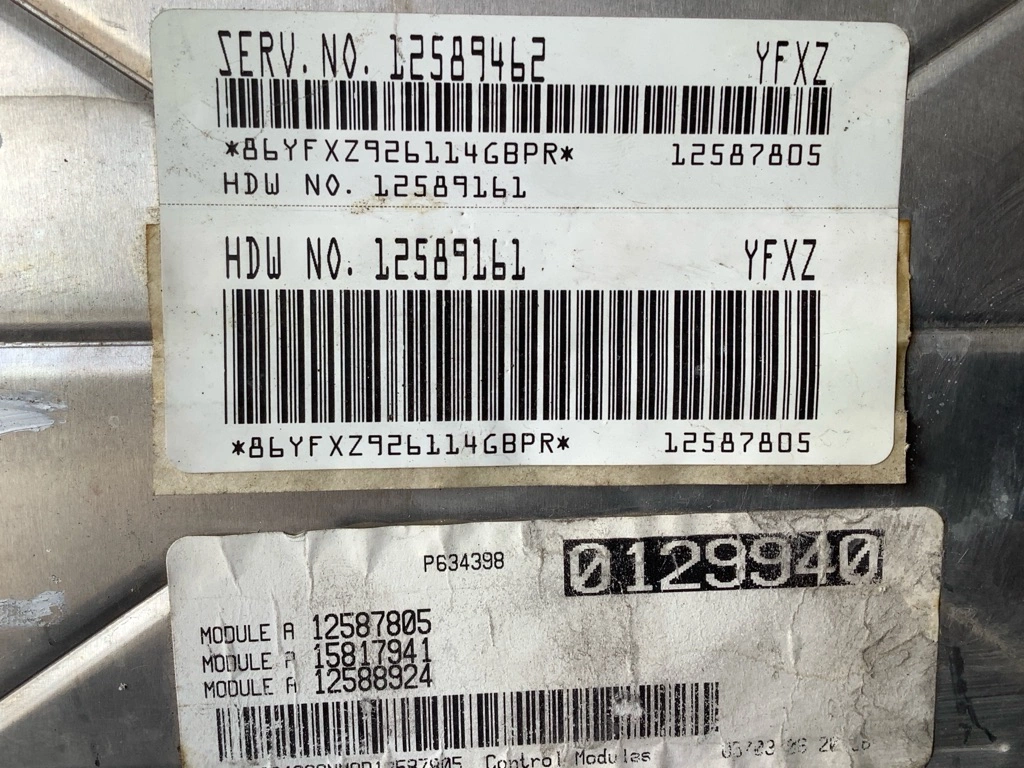 SERV. NO. 12589462 YFXZ
*86YFXZ926114GBPR* 12587805
HDW NO. 12589161
HDW NO. 12589161 YFXZ
*86YFXZ926114GBPR* 12587805
P634398 0129940
MODULE A 12587805
MODULE A 15817941
MODULE A 12588924
Control Modules